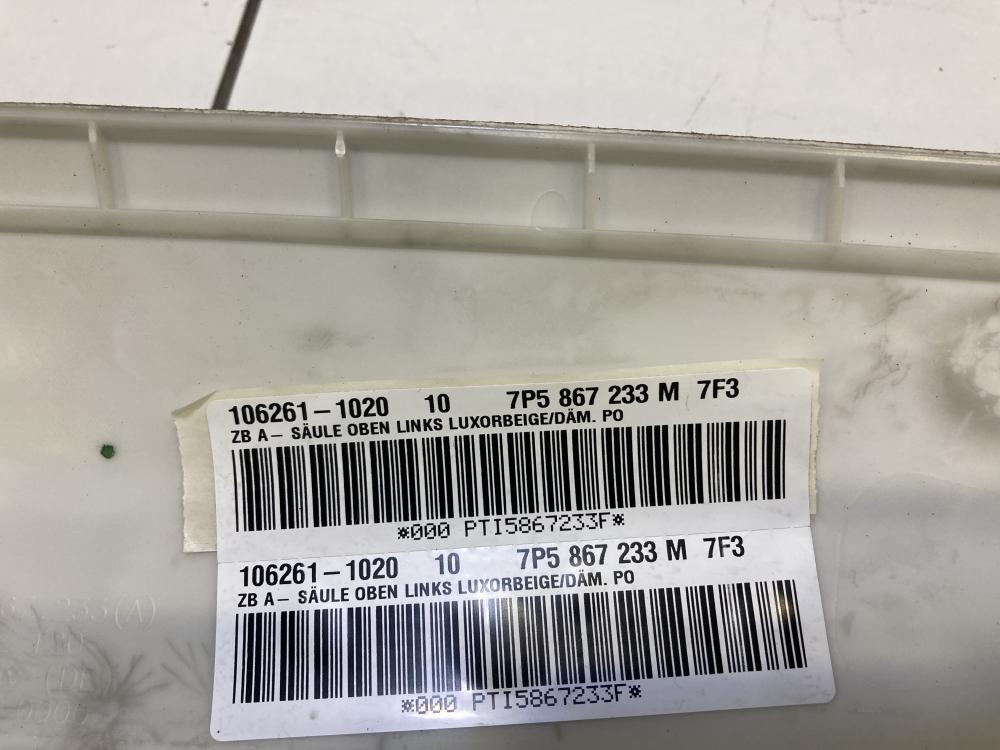 106261-1020 10 7P5 867 233 M 7F3
ZB A- SÄULE OBEN LINKS LUXORBEIGE/DÄM. PO
*000 PTI5867233F*
106261-1020 10 7P5 867 233 M 7F3
ZB A- SÄULE OBEN LINKS LUXORBEIGE/DÄM. PO
*000 PTI5867233F*